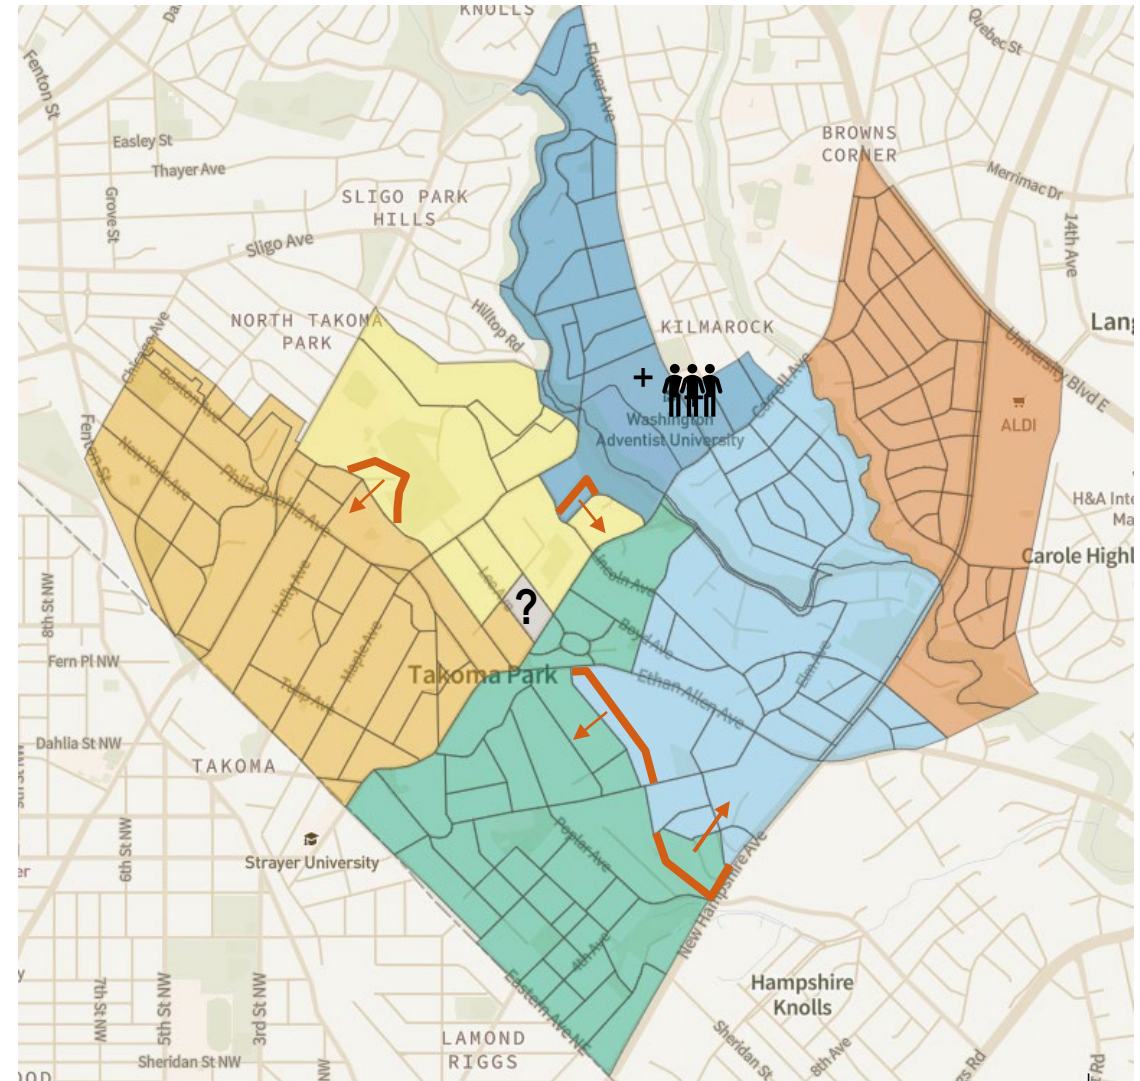 KNOLLS
Fenton St
Flower Ave
Quebec St
Easley St
Thayer Ave
BROWNS
CORNER
Merrimac Dr
SLIGO PARK
HILLS
Grove St
14th Ave
Sligo Ave
NORTH TAKOMA
PARK
Hilltop Rd
KILMAROCK
Chicago Ave
Boston Ave
Carroll Ave
University Blvd E
+
Washington
Adventist University
ALDI
Fenton St
New York Ave
Philadelphia Ave
Carole Highl
Holly Ave
Lee Ave
?
Lincoln Ave
8th St NW
Maple Ave
Boyd Ave
Elm Ave
Fern Pl NW
Takoma Park
Ethan Allen Ave
Tulip Ave
Dahlia St NW
TAKOMA
Strayer University
6th St NW
Poplar Ave
New Hampshire Ave
4th Ave
7th St NW
5th St NW
3rd St NW
Eastern Ave NE
Hampshire
Knolls
LAMOND
RIGGS
Sheridan St NW
Sheridan St
8th Ave